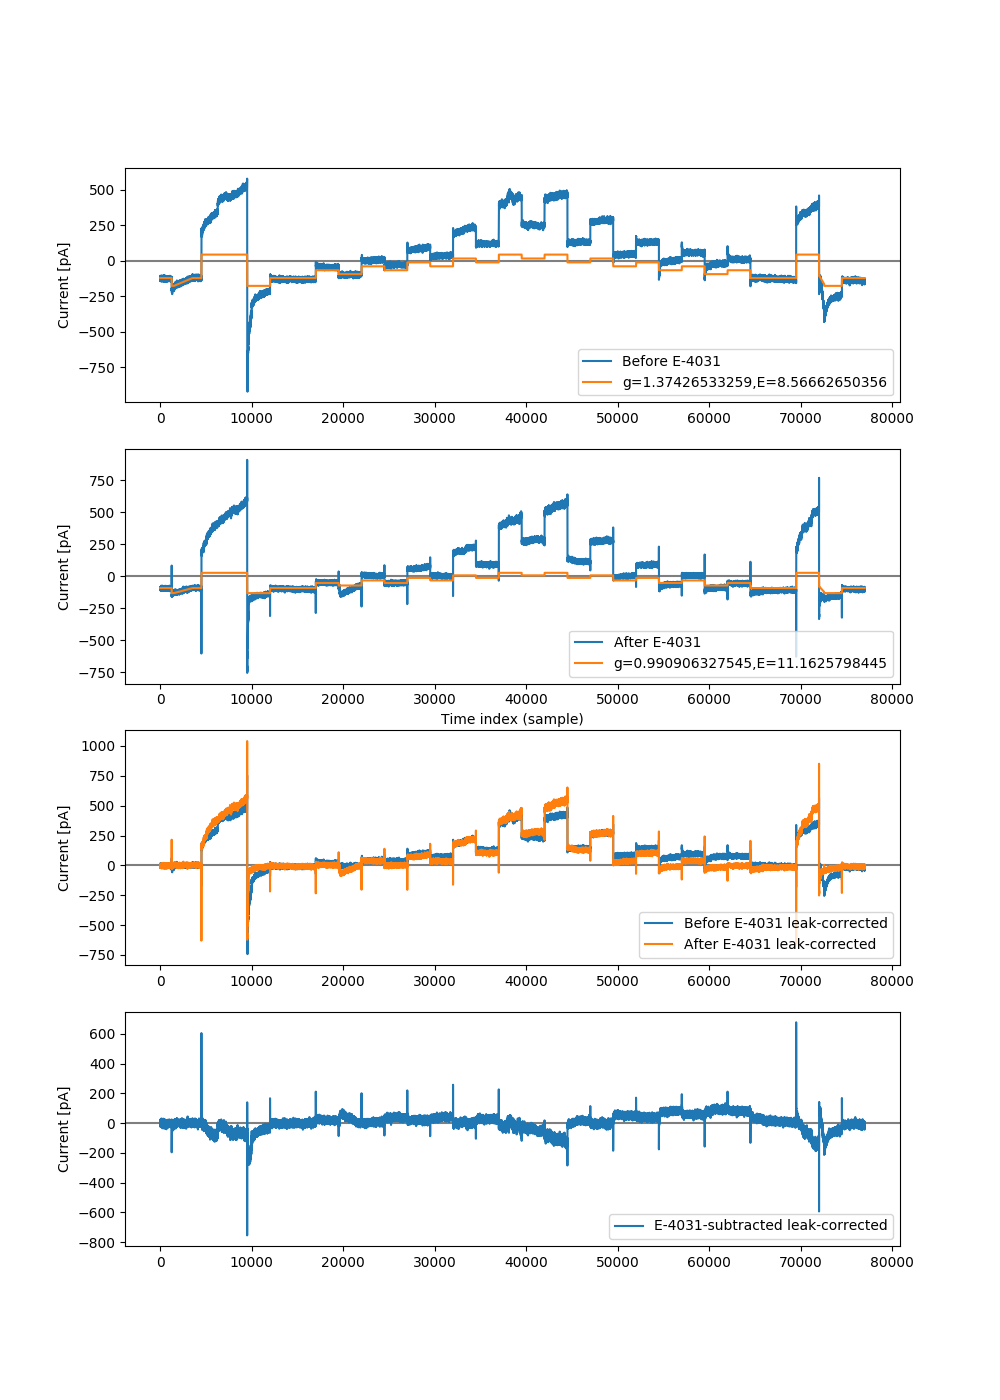 500
250
0
−250
−500
−750
Current [pA]
Before E-4031
g=1.37426533259,E=8.56662650356
0 10000 20000 30000 40000 50000 60000 70000 80000
750
500
250
0
−250
−500
−750
Current [pA]
After E-4031
g=0.990906327545,E=11.1625798445
0 10000 20000 30000 40000 50000 60000 70000 80000
Time index (sample)
1000
750
500
250
0
−250
−500
−750
Current [pA]
Before E-4031 leak-corrected
After E-4031 leak-corrected
0 10000 20000 30000 40000 50000 60000 70000 80000
600
400
200
0
−200
−400
−600
−800
Current [pA]
E-4031-subtracted leak-corrected
0 10000 20000 30000 40000 50000 60000 70000 80000